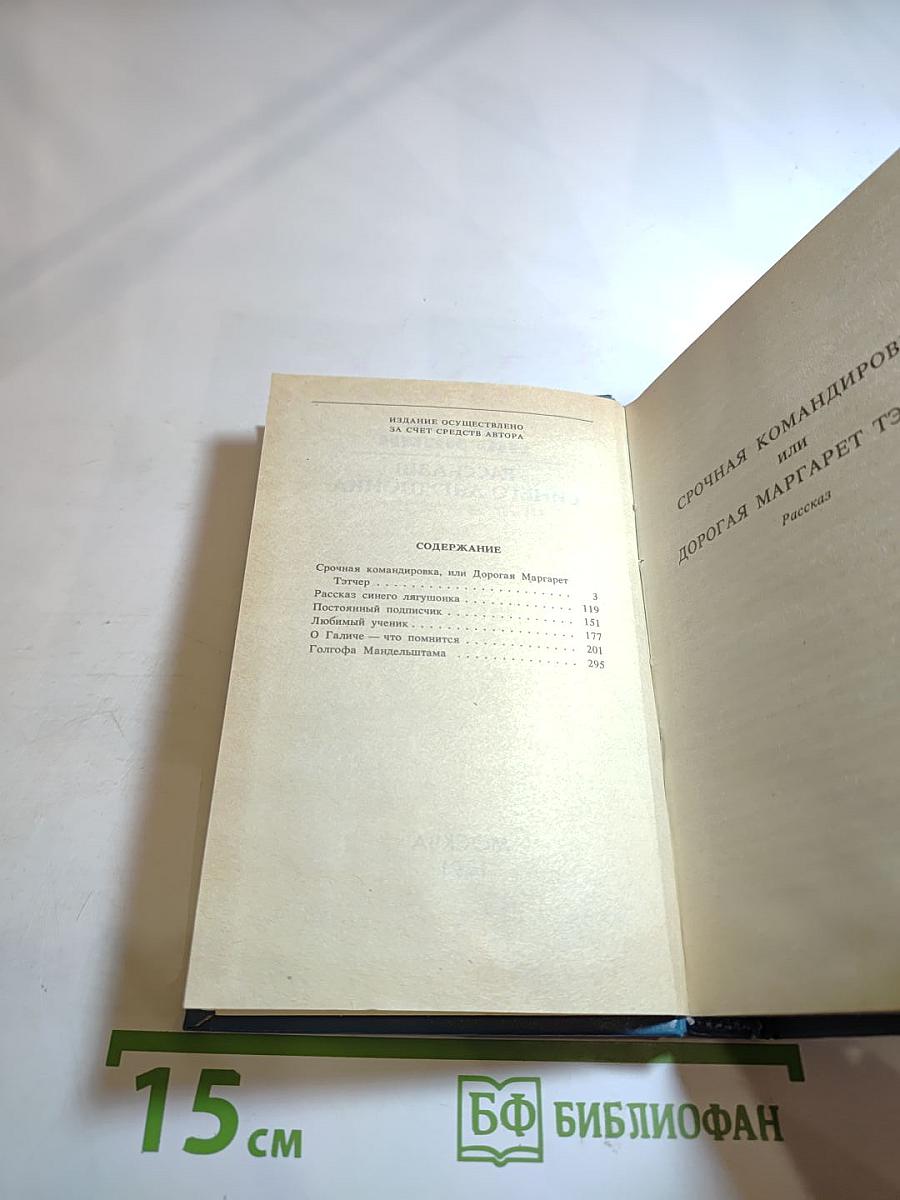 ИЗДАНИЕ ОСУЩЕСТВЛЕНО
ЗА СЧЕТ СРЕДСТВ АВТОРА
СОДЕРЖАНИЕ
Срочная командировка, или Дорогая Маргарет
Тэтчер . . . . . . . . . . . . . . . . . . . . 3
Рассказ синего лягушонка . . . . . . . . . . . . 119
Постоянный подписчик . . . . . . . . . . . . . . 151
Любимый ученик . . . . . . . . . . . . . . . . . 177
О Галиче — что помнится . . . . . . . . . . . . 201
Голгофа Мандельштама . . . . . . . . . . . . . 295
СРОЧНАЯ КОМАНДИРОВ
ИЛИ
ДОРОГАЯ МАРГАРЕТ ТЭ
Рассказ
15 см
БФ БИБЛИОФАН